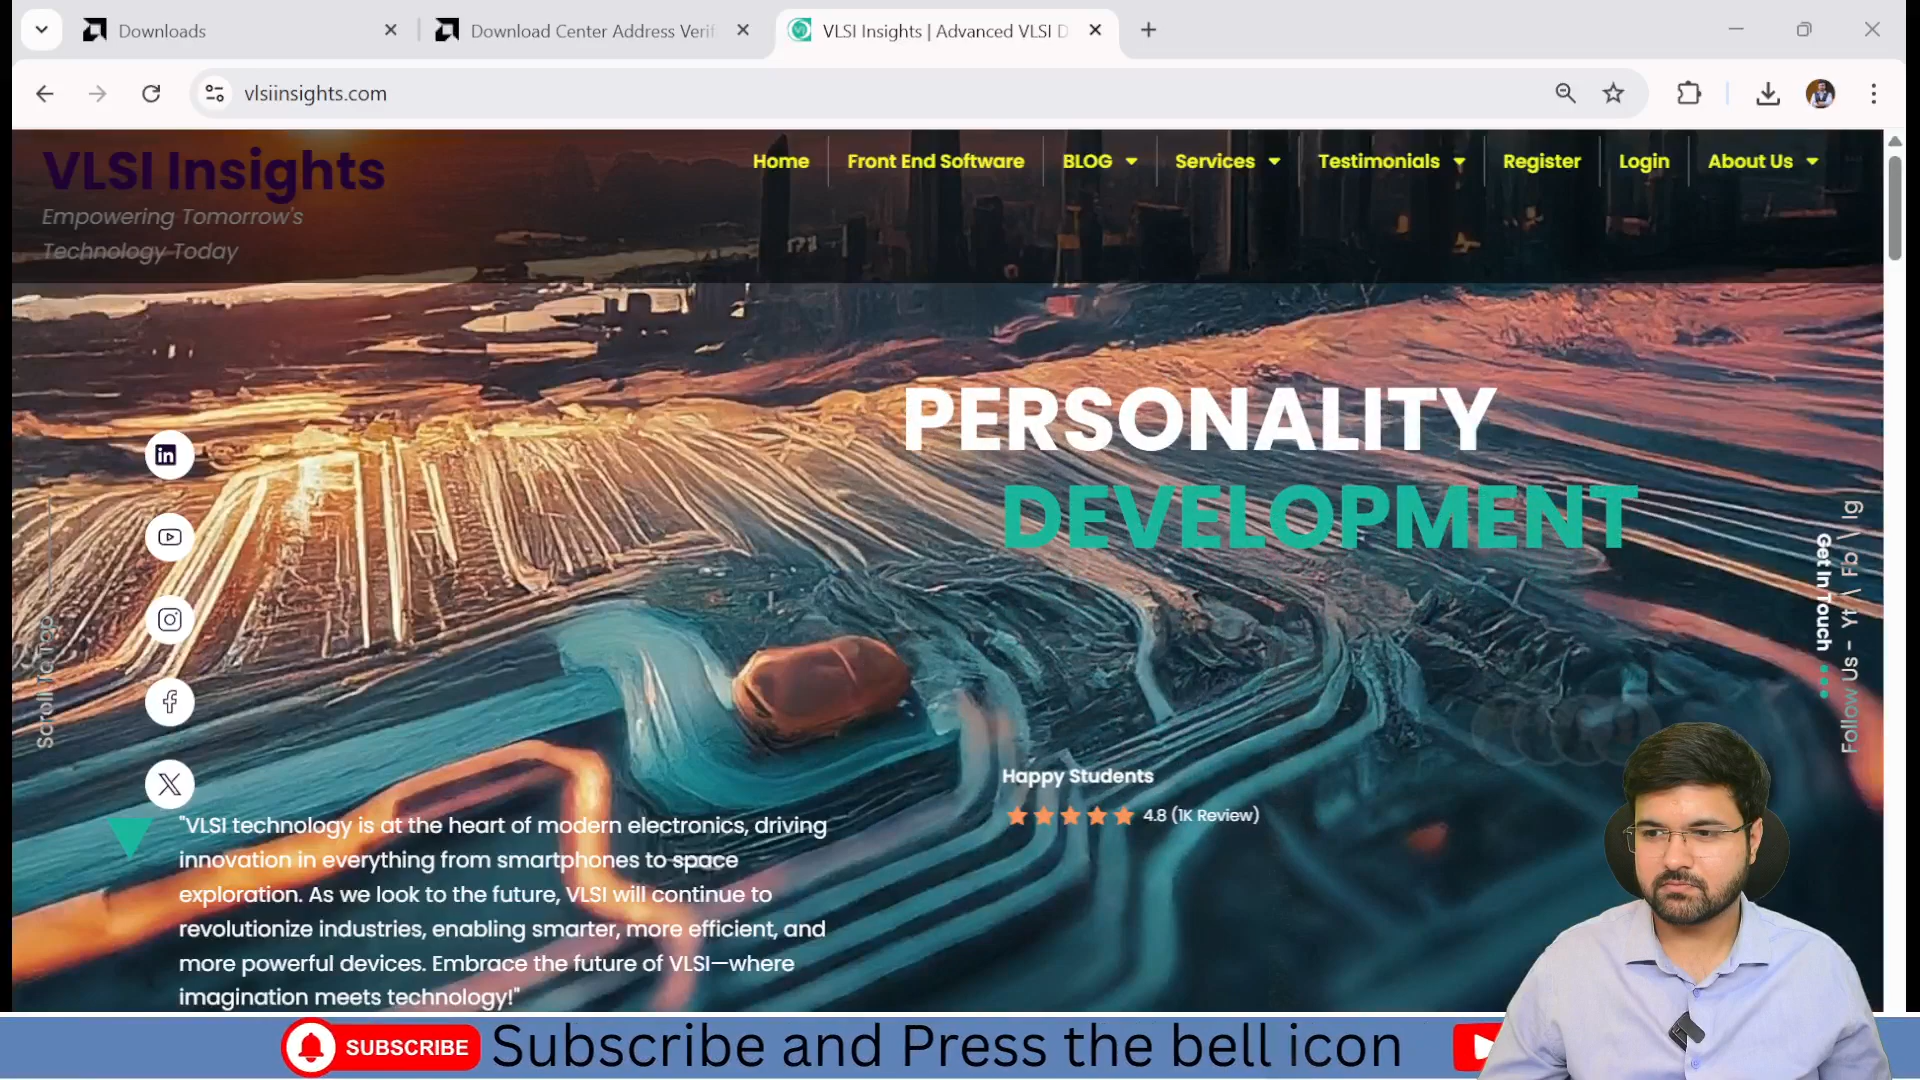 Downloads
Download Center Address Verif
VLSI Insights | Advanced VLSI D
vlsiinsights.com
VLSI Insights
Empowering Tomorrow's
Technology Today
Home
Front End Software
BLOG
Services
Testimonials
Register
Login
About Us
PERSONALITY
DEVELOPMENT
Scroll To Top
Get In Touch
Follow Us - Yt \ Fb \ Ig
Happy Students
4.8 (1K Review)
"VLSI technology is at the heart of modern electronics, driving
innovation in everything from smartphones to space
exploration. As we look to the future, VLSI will continue to
revolutionize industries, enabling smarter, more efficient, and
more powerful devices. Embrace the future of VLSI—where
imagination meets technology!"
SUBSCRIBE
Subscribe and Press the bell icon